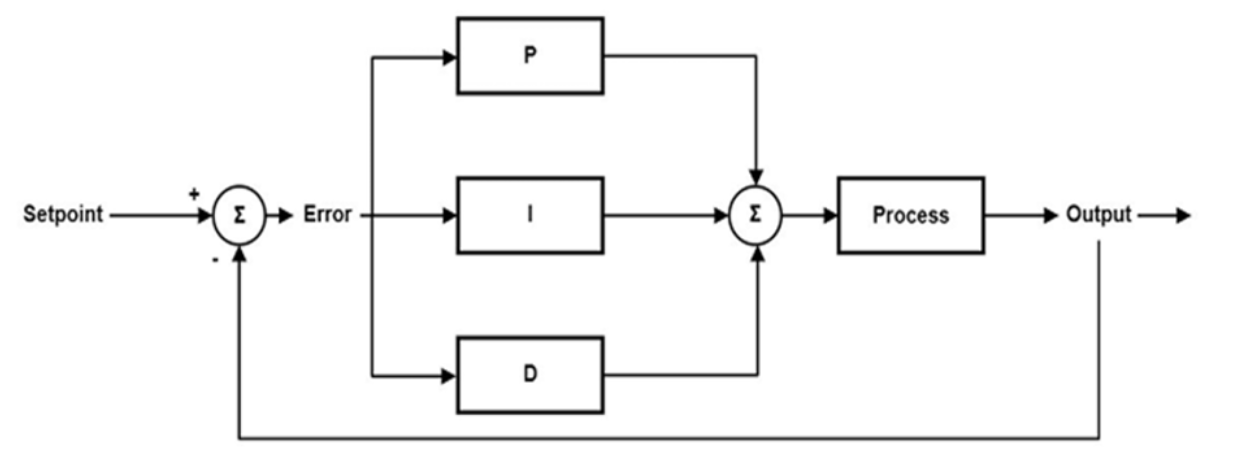 P
+
Setpoint
Σ
Error
I
Σ
Process
Output
-
D